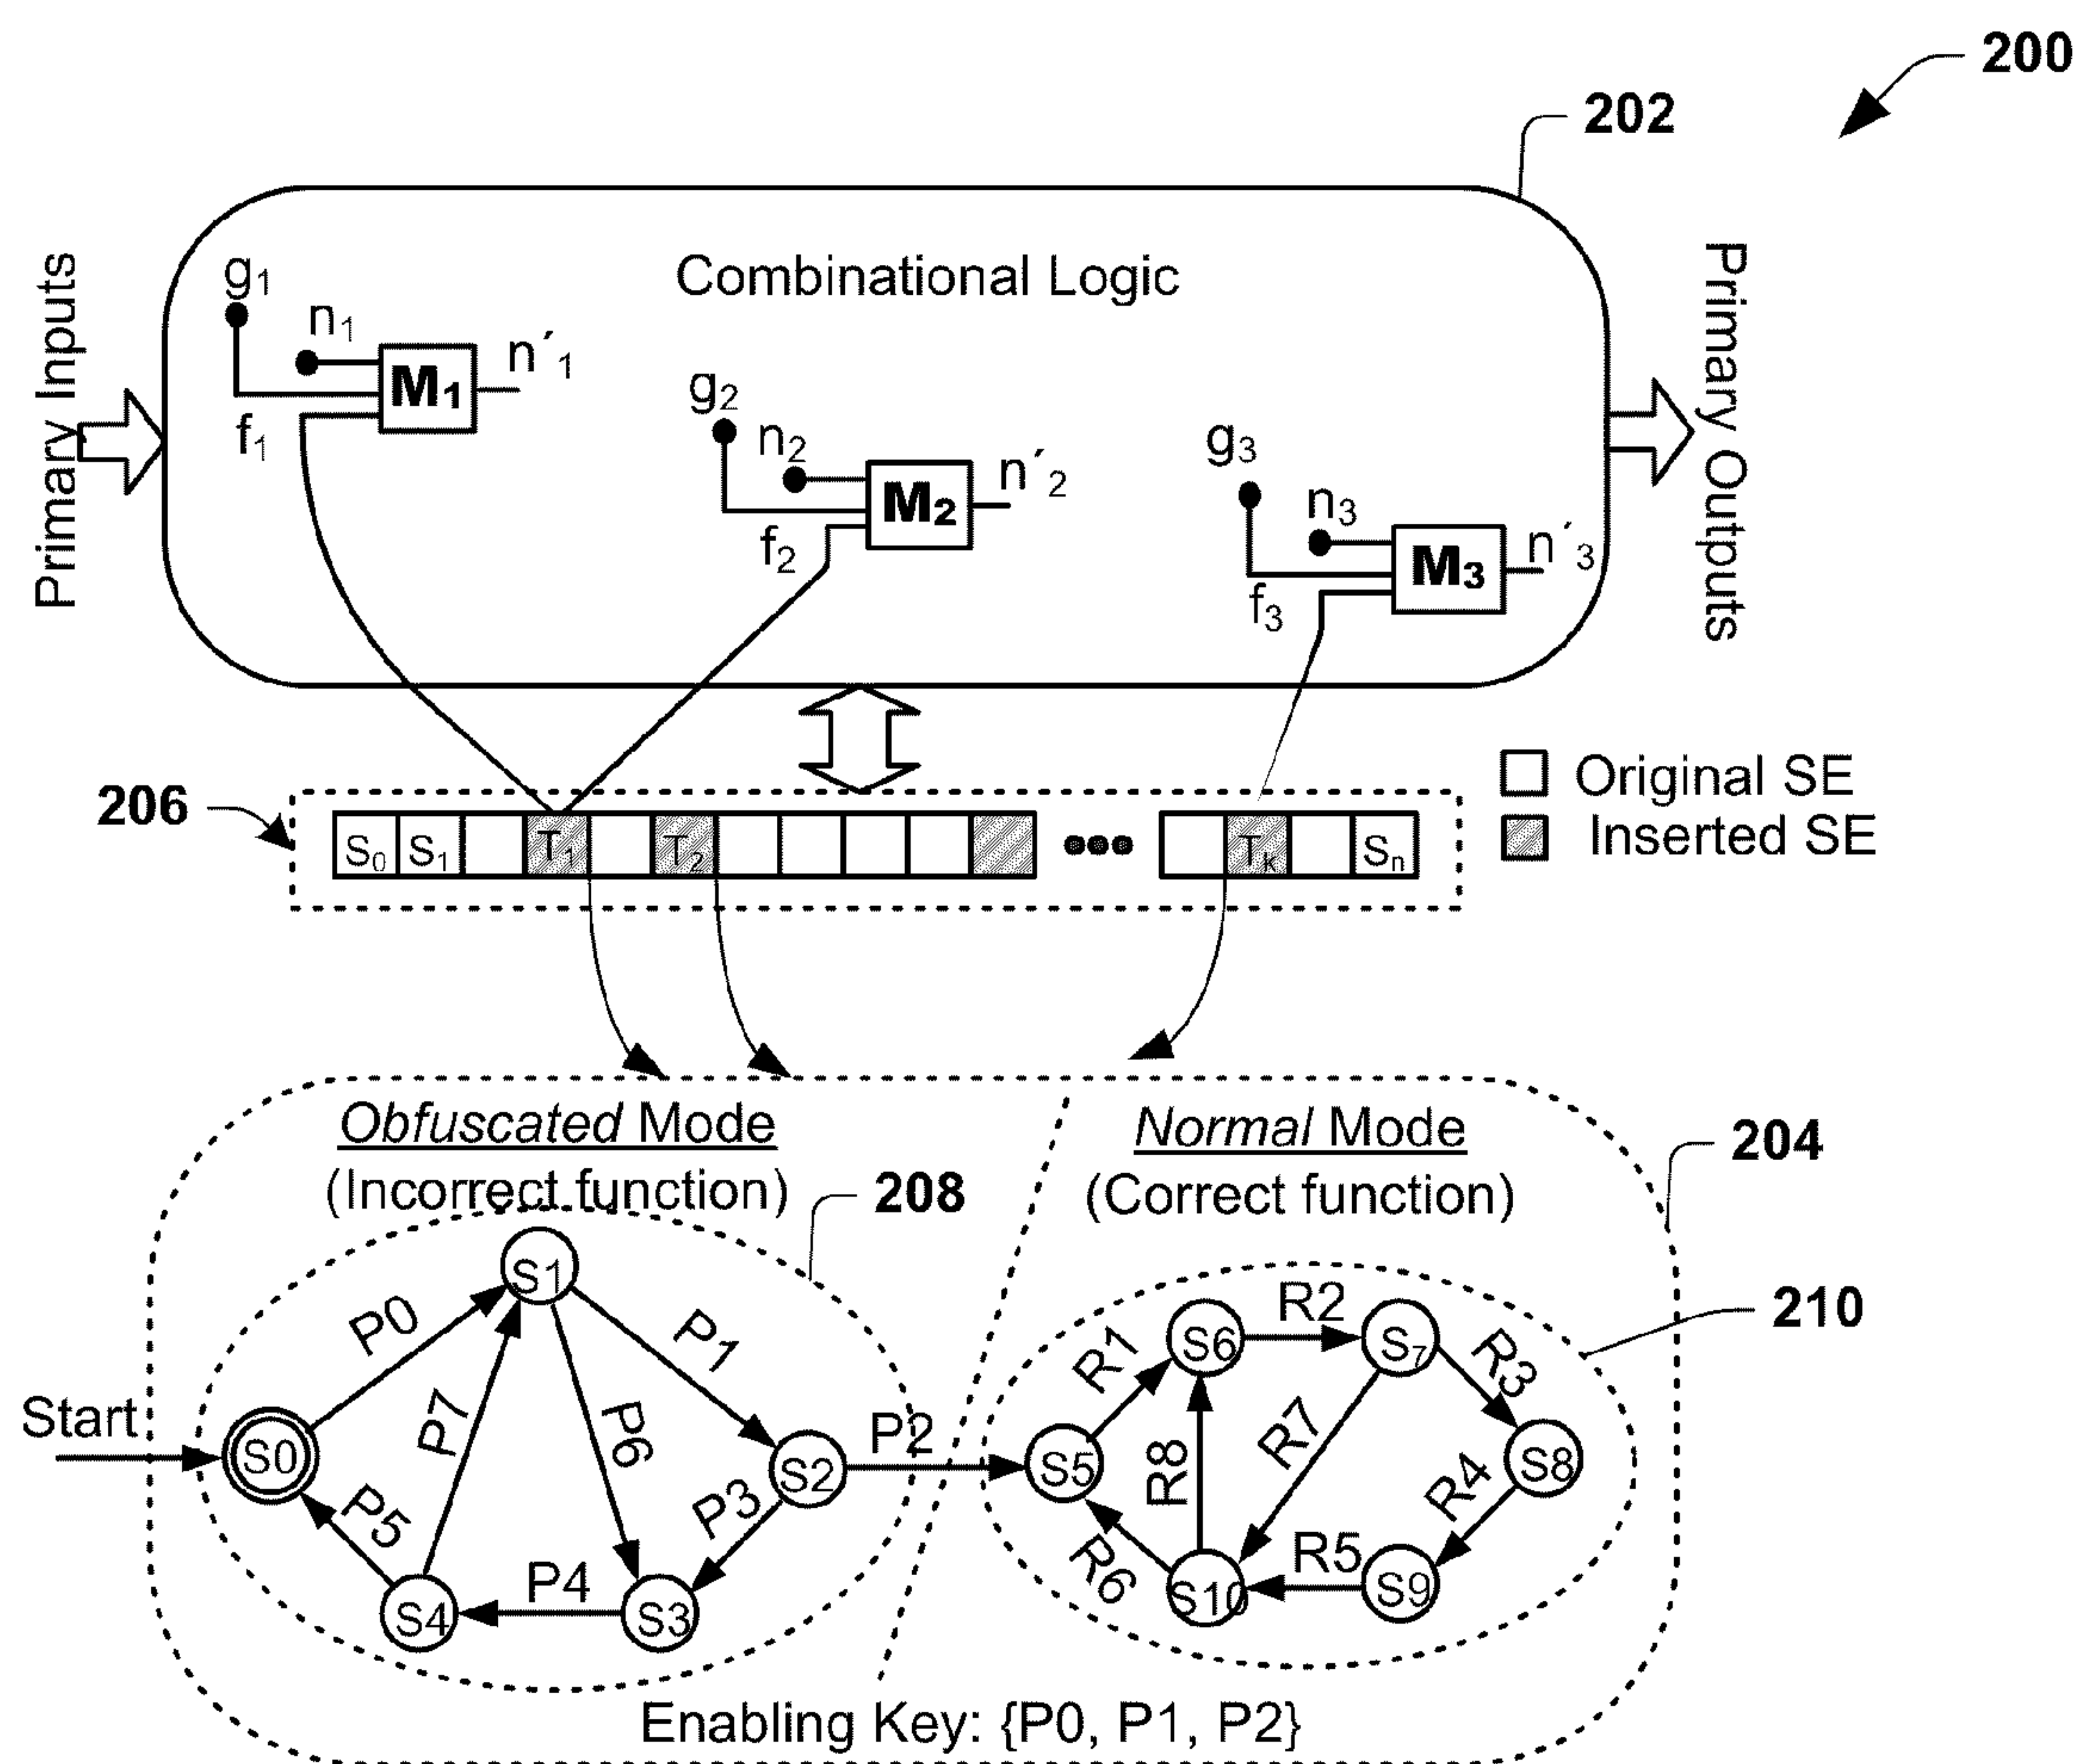 200
202
Primary Inputs
Combinational Logic
Primary Outputs
g1
n1
M1
n´1
f1
g2
n2
M2
n´2
f2
g3
n3
M3
n´3
f3
206
S0 S1 T1 T2 Tk Sn
Original SE
Inserted SE
Obfuscated Mode
(Incorrect function)
208
Normal Mode
(Correct function)
204
210
Start
S0
P0
S1
P1
P7
P6
S2
P2
P5
P3
S4
P4
S3
S5
R1
S6
R2
S7
R3
S8
R8
R7
R4
R6
S10
R5
S9
Enabling Key: {P0, P1, P2}